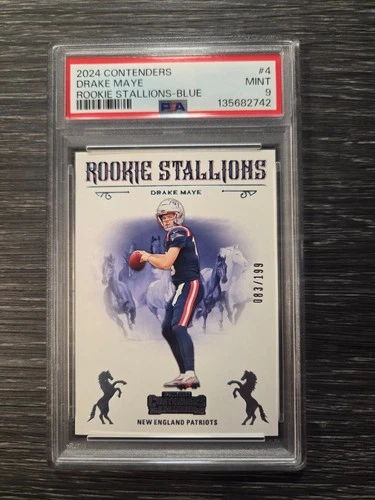 2024 CONTENDERS #4
DRAKE MAYE MINT
ROOKIE STALLIONS-BLUE 9
PSA 135682742
ROOKIE STALLIONS
DRAKE MAYE
083/199
NEW ENGLAND PATRIOTS